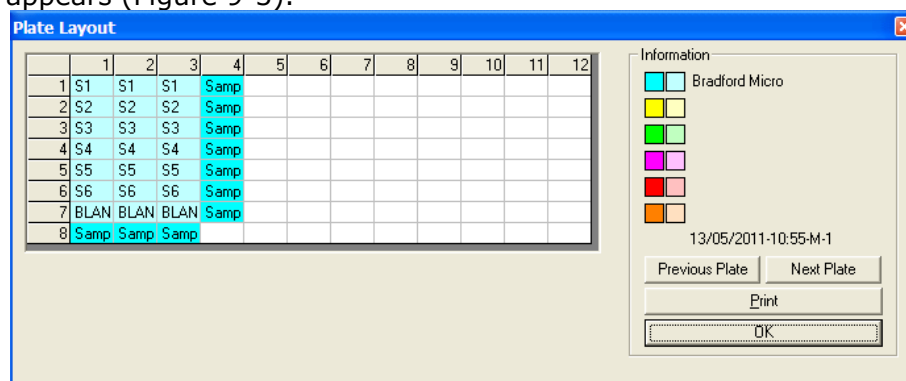 appears (Figure 9-3).
Plate Layout
1 2 3 4 5 6 7 8 9 10 11 12
1 S1 S1 S1 Samp
2 S2 S2 S2 Samp
3 S3 S3 S3 Samp
4 S4 S4 S4 Samp
5 S5 S5 S5 Samp
6 S6 S6 S6 Samp
7 BLAN BLAN BLAN Samp
8 Samp Samp Samp
Information
Bradford Micro
13/05/2011-10:55-M-1
Previous Plate Next Plate
Print
OK